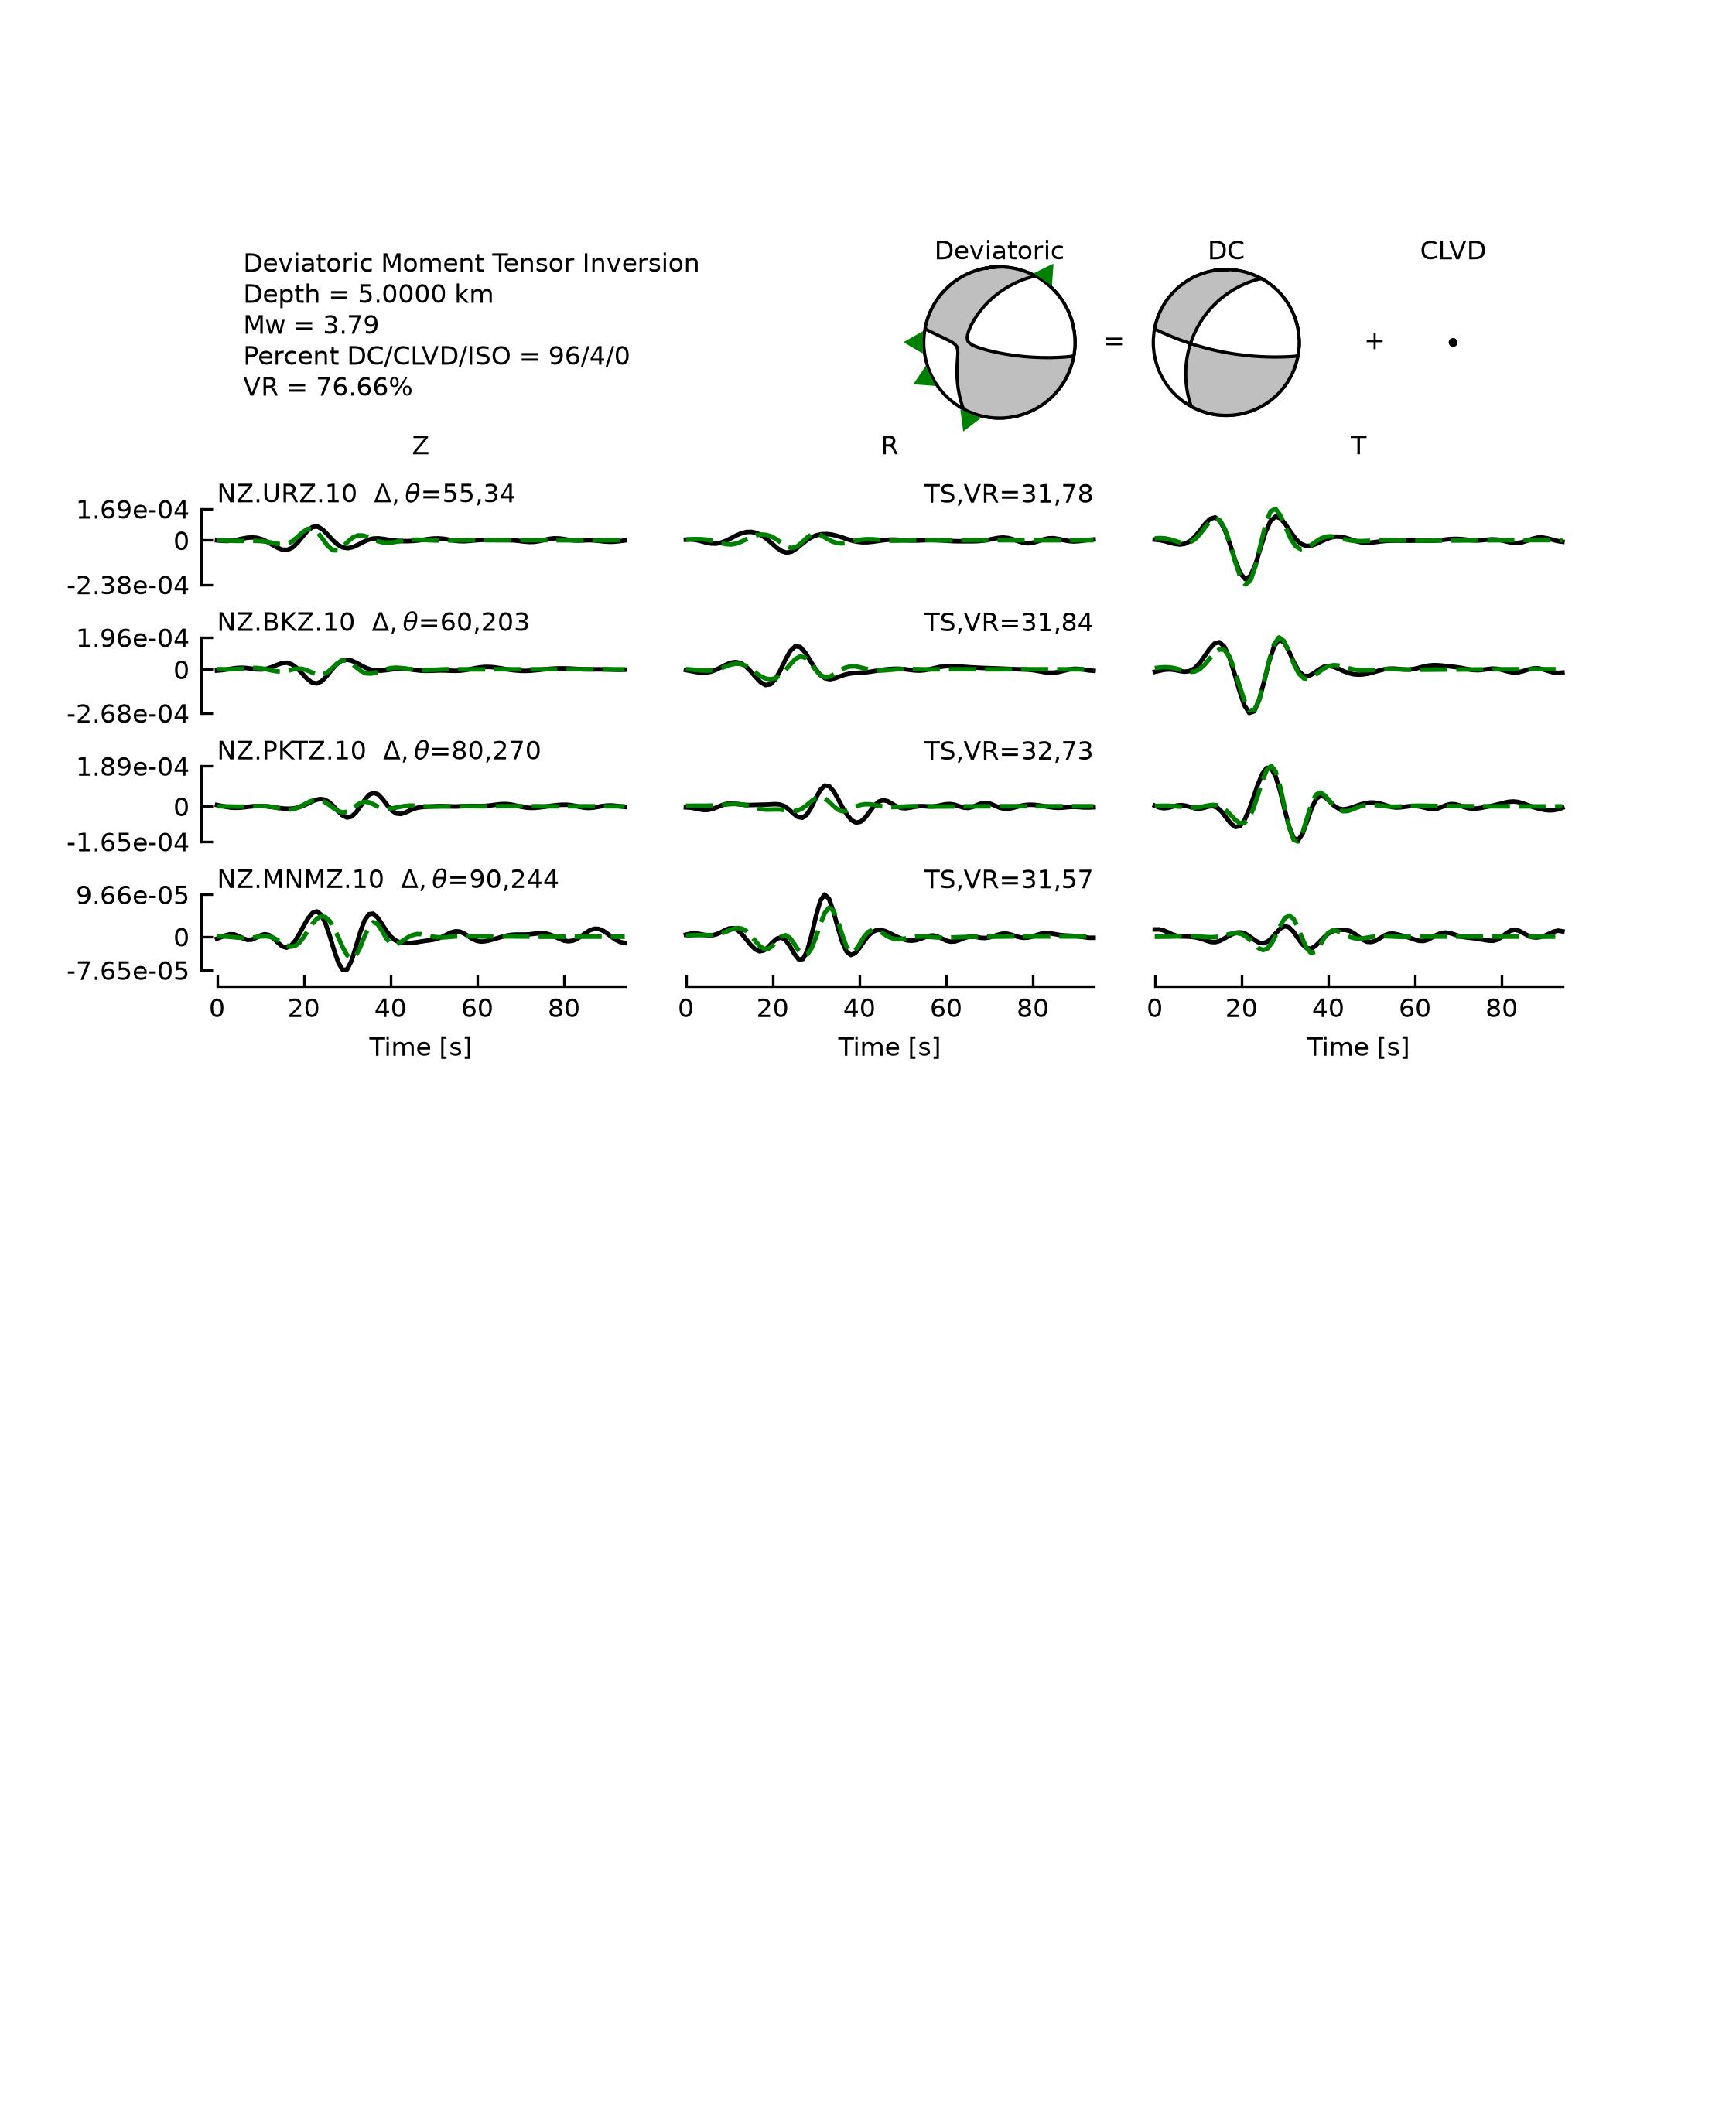 Deviatoric Moment Tensor Inversion
Depth = 5.0000 km
Mw = 3.79
Percent DC/CLVD/ISO = 96/4/0
VR = 76.66%
Deviatoric
DC
CLVD
=
+
Z
R
T
NZ.URZ.10 Δ,θ=55,34
TS,VR=31,78
1.69e-04
0
-2.38e-04
NZ.BKZ.10 Δ,θ=60,203
TS,VR=31,84
1.96e-04
0
-2.68e-04
NZ.PKTZ.10 Δ,θ=80,270
TS,VR=32,73
1.89e-04
0
-1.65e-04
NZ.MNMZ.10 Δ,θ=90,244
TS,VR=31,57
9.66e-05
0
-7.65e-05
0 20 40 60 80
0 20 40 60 80
0 20 40 60 80
Time [s]
Time [s]
Time [s]